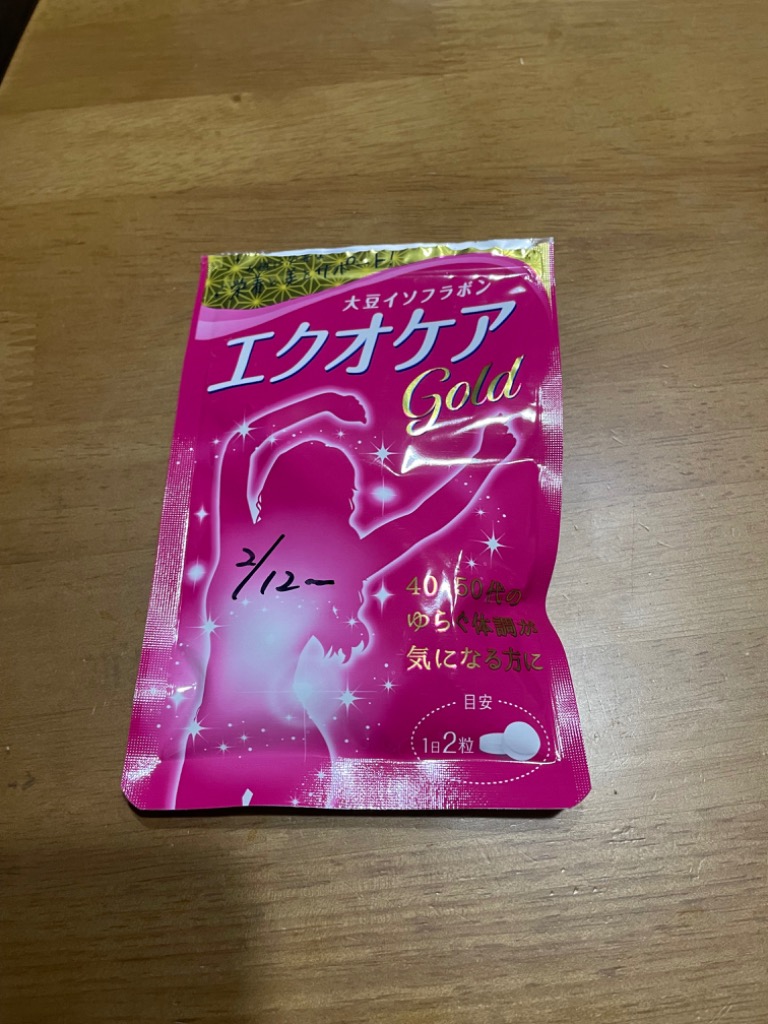 大豆イソフラボン
エクオケア
Gold
2/12〜
40・50代の
ゆらぐ体調が
気になる方に
目安
1日2粒